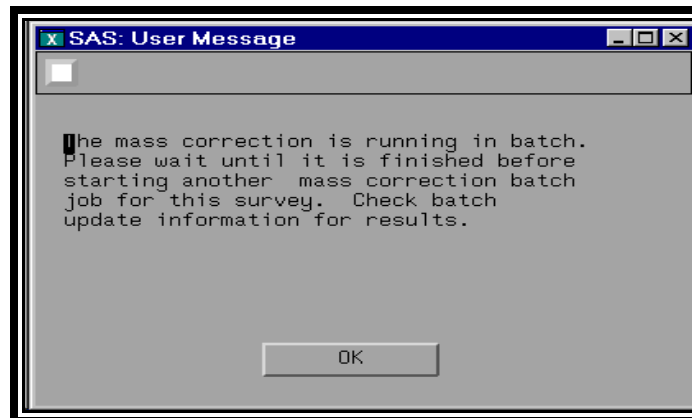 X SAS: User Message
The mass correction is running in batch.
Please wait until it is finished before
starting another  mass correction batch
job for this survey.  Check batch
update information for results.
OK